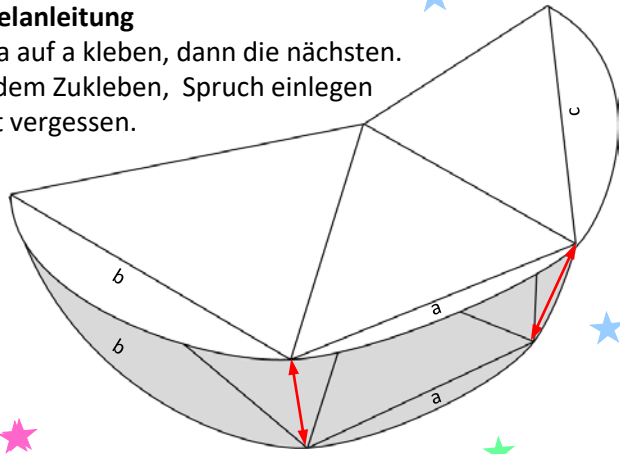 elanleitung
a auf a kleben, dann die nächsten.
dem Zukleben, Spruch einlegen
t vergessen.
c
b
a
b
a